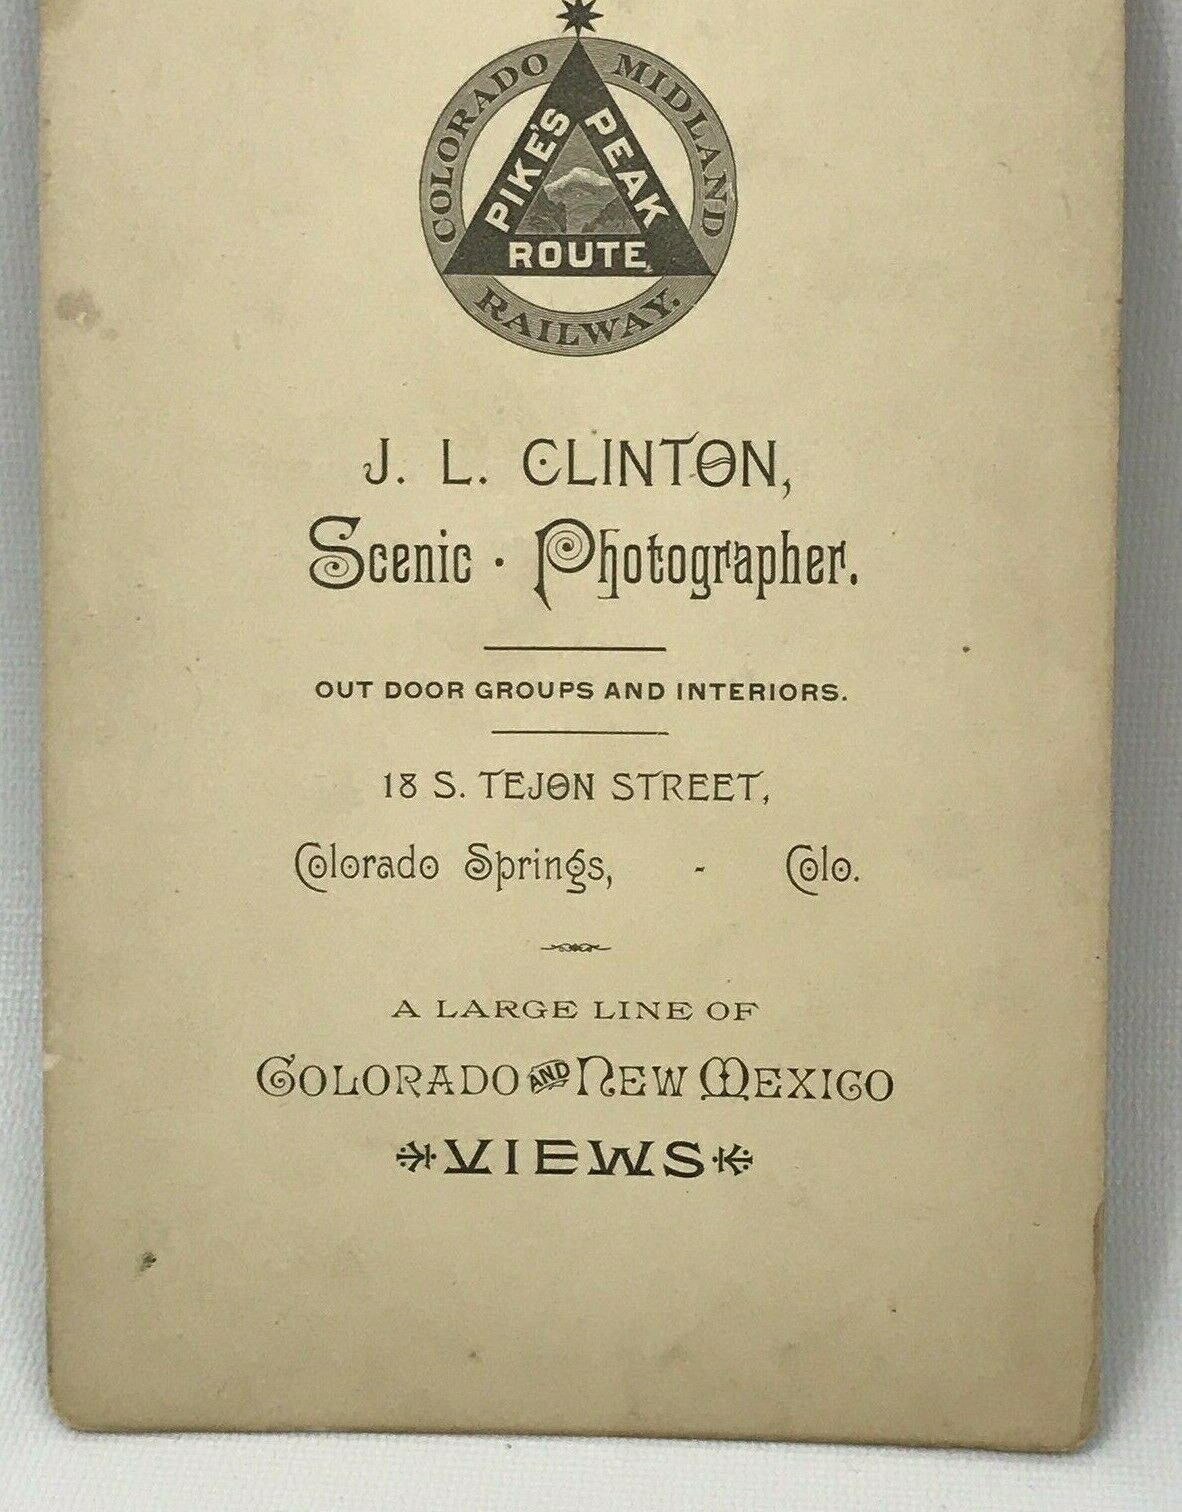 COLORADO MIDLAND
PIKE'S PEAK
ROUTE
RAILWAY.
J. L. CLINTON,
Scenic · Photographer.
OUT DOOR GROUPS AND INTERIORS.
18 S. TEJON STREET,
Colorado Springs, - Colo.
A LARGE LINE OF
COLORADO AND NEW MEXICO
VIEWS